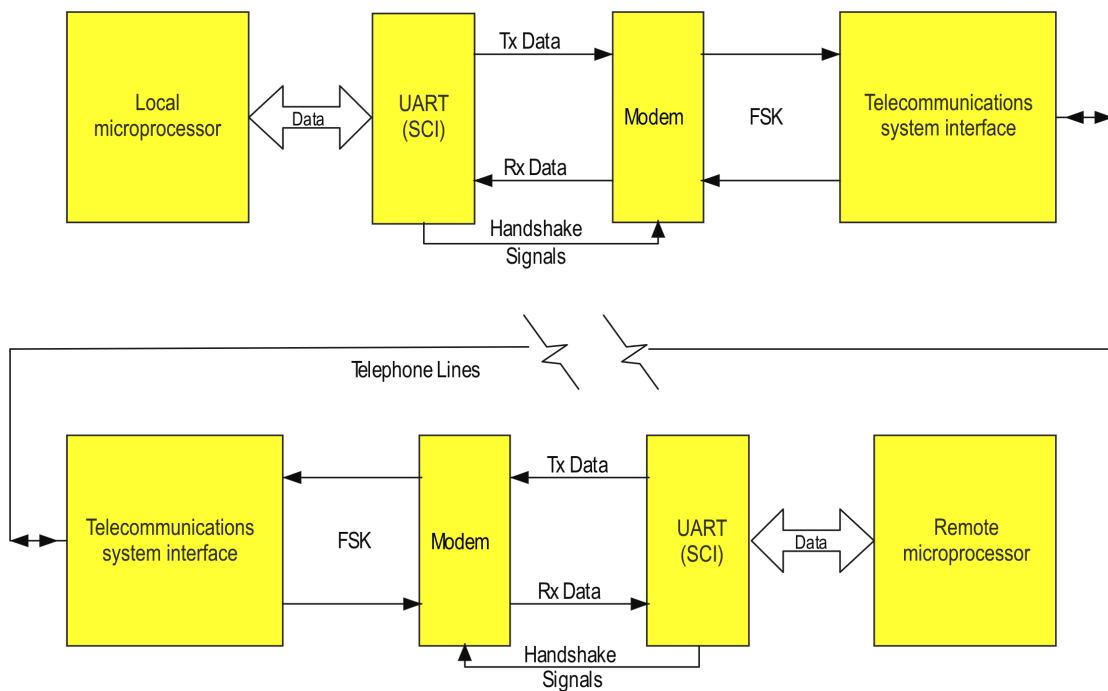 Local
microprocessor
Data
UART
(SCI)
Tx Data
Rx Data
Handshake
Signals
Modem
FSK
Telecommunications
system interface
Telephone Lines
Telecommunications
system interface
FSK
Modem
Tx Data
Rx Data
Handshake
Signals
UART
(SCI)
Data
Remote
microprocessor